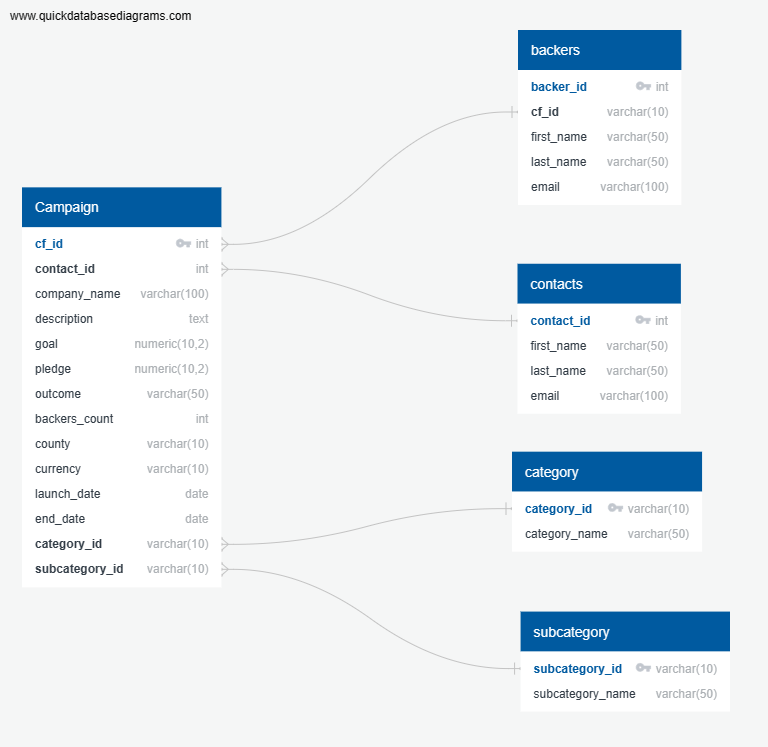 www.quickdatabasediagrams.com
backers
backer_id int
cf_id varchar(10)
first_name varchar(50)
last_name varchar(50)
email varchar(100)
Campaign
cf_id int
contact_id int
company_name varchar(100)
description text
goal numeric(10,2)
pledge numeric(10,2)
outcome varchar(50)
backers_count int
county varchar(10)
currency varchar(10)
launch_date date
end_date date
category_id varchar(10)
subcategory_id varchar(10)
contacts
contact_id int
first_name varchar(50)
last_name varchar(50)
email varchar(100)
category
category_id varchar(10)
category_name varchar(50)
subcategory
subcategory_id varchar(10)
subcategory_name varchar(50)